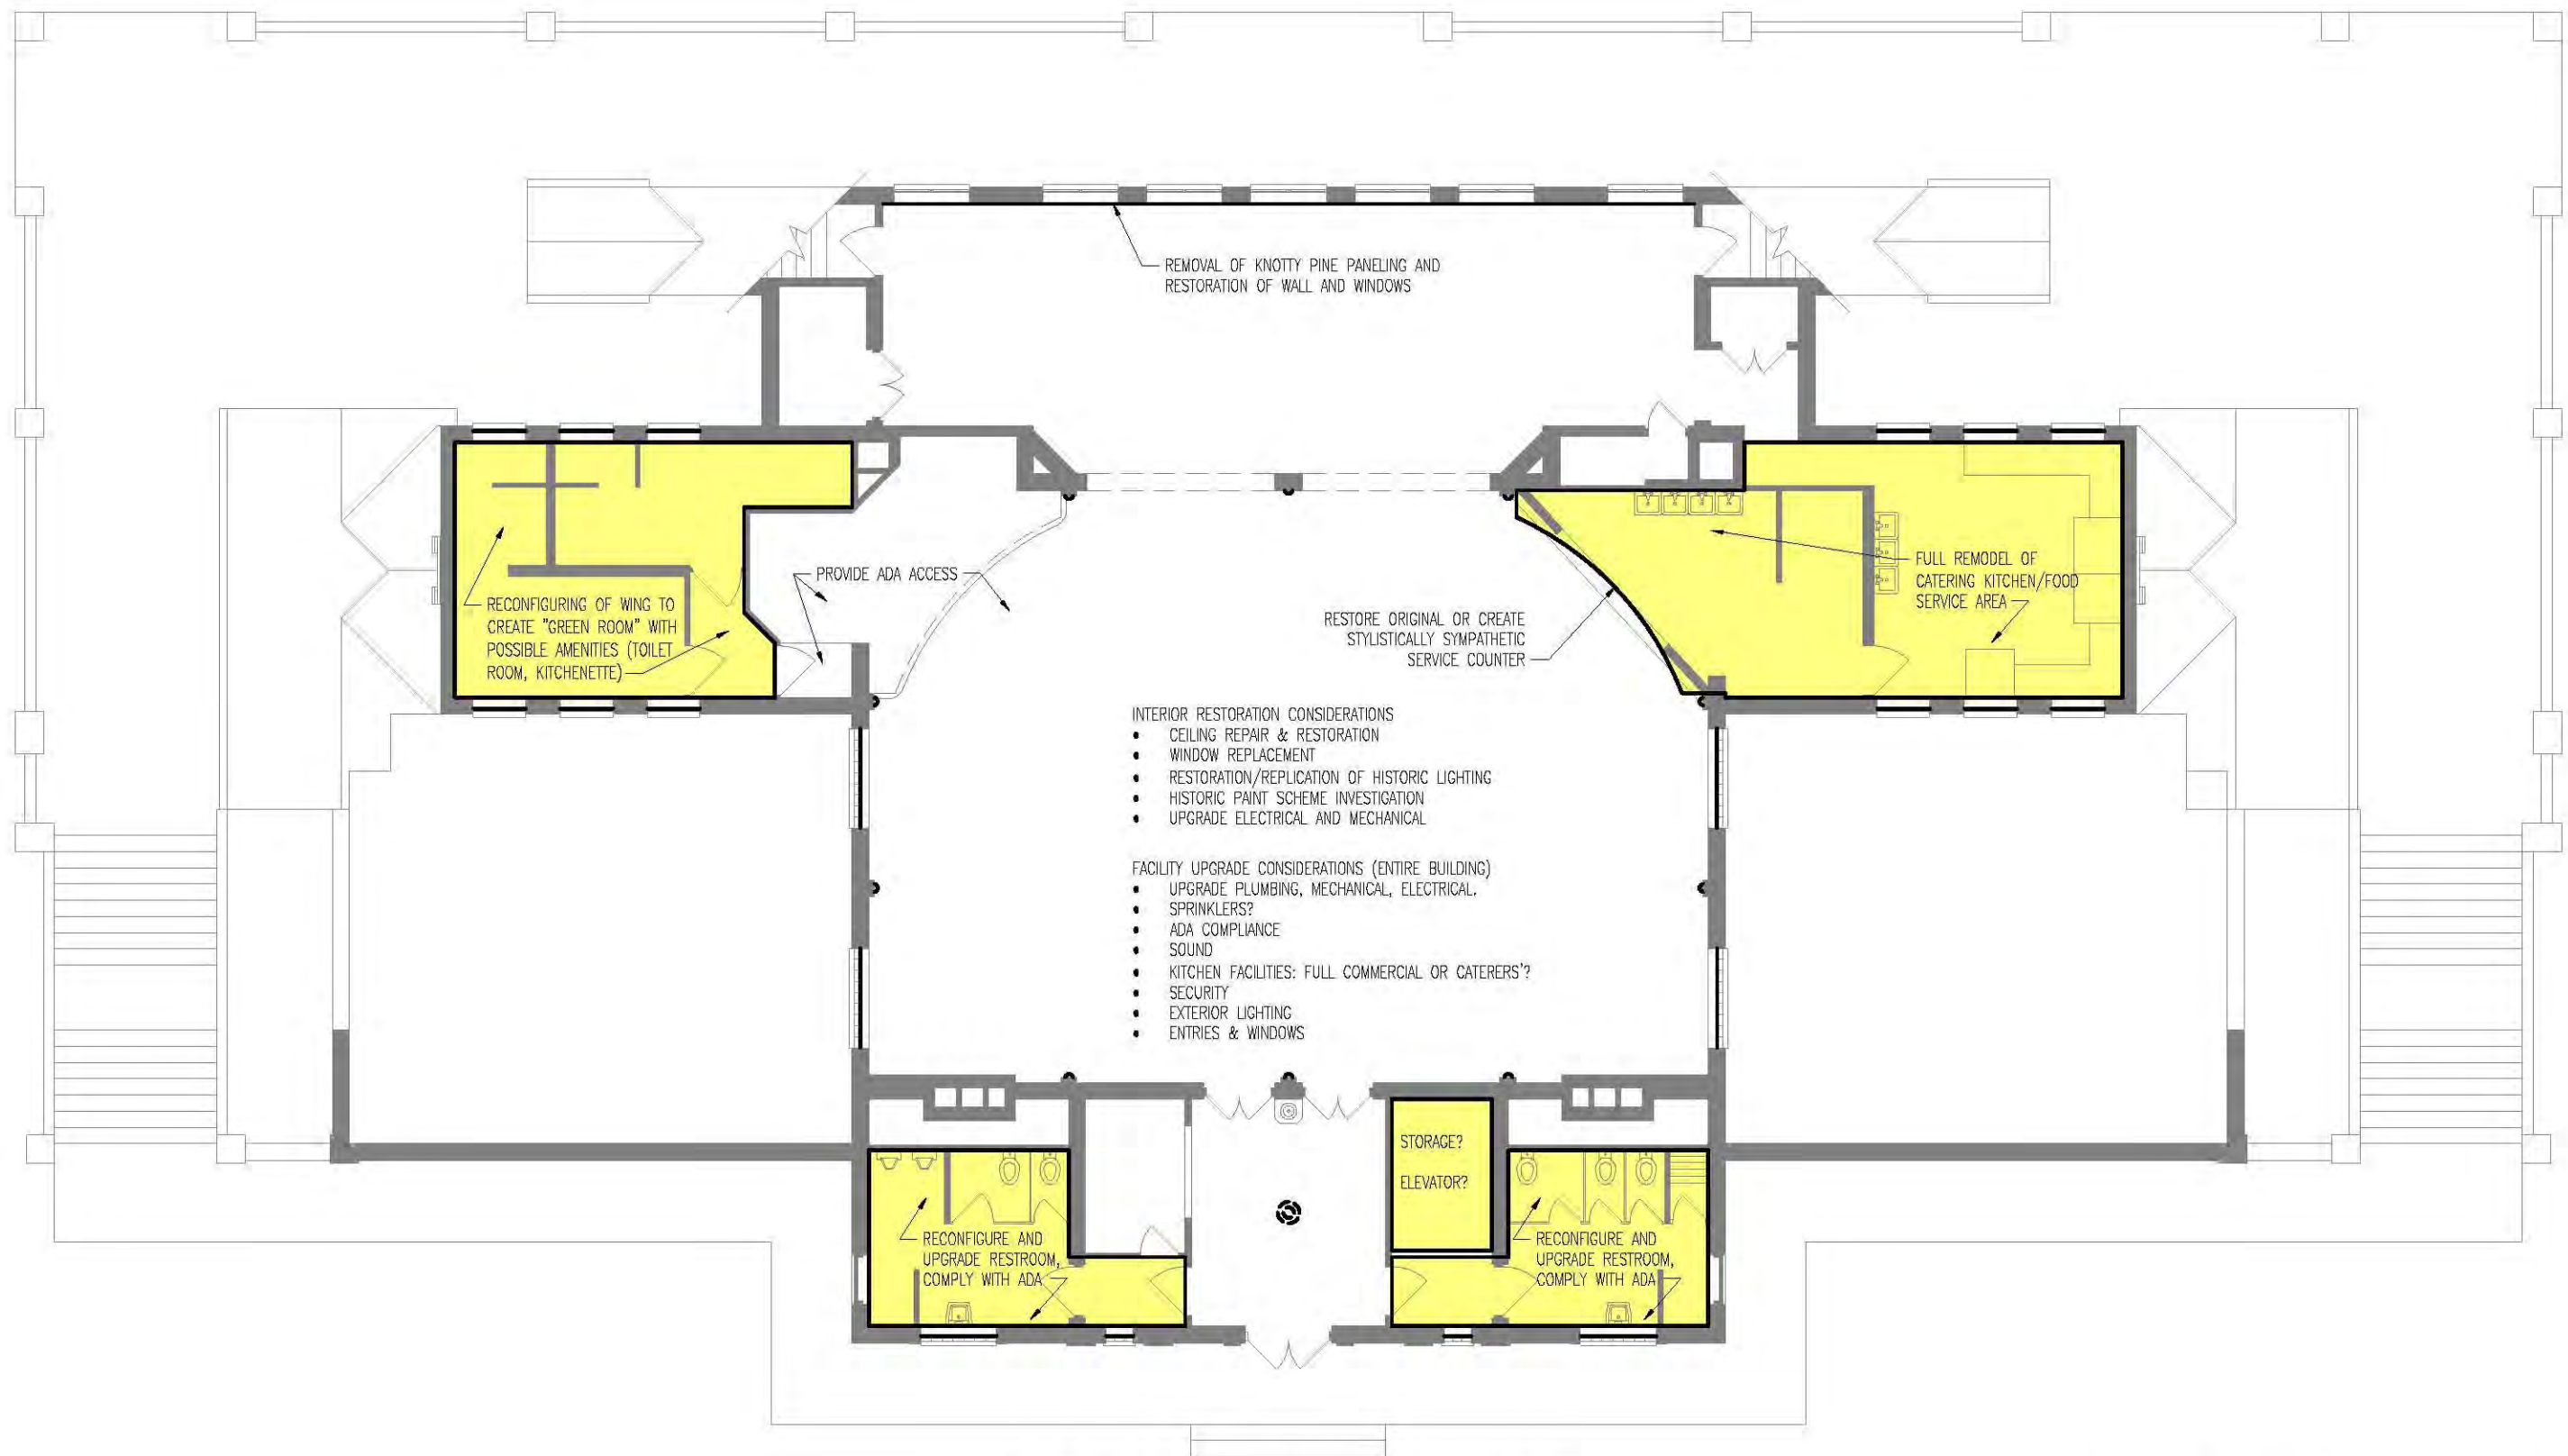 REMOVAL OF KNOTTY PINE PANELING AND
RESTORATION OF WALL AND WINDOWS
PROVIDE ADA ACCESS
RECONFIGURING OF WING TO
CREATE "GREEN ROOM" WITH
POSSIBLE AMENITIES (TOILET
ROOM, KITCHENETTE)
FULL REMODEL OF
CATERING KITCHEN/FOOD
SERVICE AREA
RESTORE ORIGINAL OR CREATE
STYLISTICALLY SYMPATHETIC
SERVICE COUNTER
INTERIOR RESTORATION CONSIDERATIONS
• CEILING REPAIR & RESTORATION
• WINDOW REPLACEMENT
• RESTORATION/REPLICATION OF HISTORIC LIGHTING
• HISTORIC PAINT SCHEME INVESTIGATION
• UPGRADE ELECTRICAL AND MECHANICAL
FACILITY UPGRADE CONSIDERATIONS (ENTIRE BUILDING)
• UPGRADE PLUMBING, MECHANICAL, ELECTRICAL.
• SPRINKLERS?
• ADA COMPLIANCE
• SOUND
• KITCHEN FACILITIES: FULL COMMERCIAL OR CATERERS'?
• SECURITY
• EXTERIOR LIGHTING
• ENTRIES & WINDOWS
STORAGE?
ELEVATOR?
RECONFIGURE AND
UPGRADE RESTROOM,
COMPLY WITH ADA
RECONFIGURE AND
UPGRADE RESTROOM,
COMPLY WITH ADA